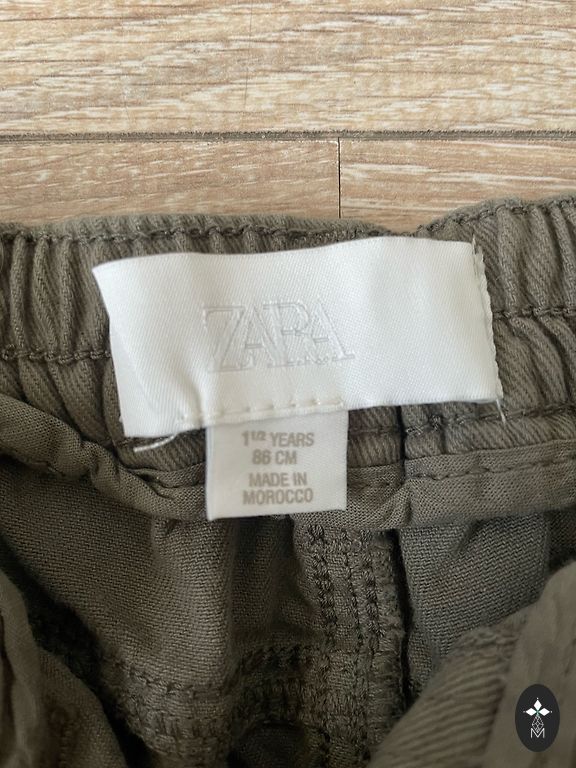 ZARA
1 1/2 YEARS
86 CM
MADE IN
MOROCCO
M